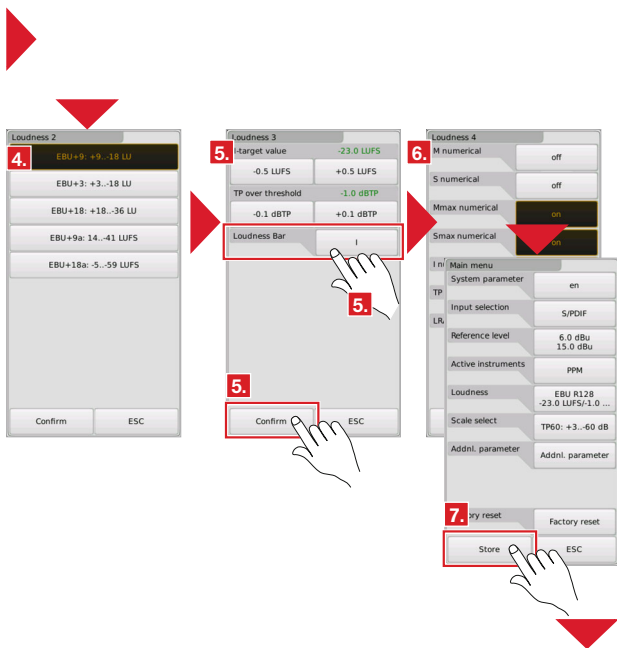 Loudness 2
4.
EBU+9: +9..-18 LU
EBU+3: +3..-18 LU
EBU+18: +18..-36 LU
EBU+9a: 14..-41 LUFS
EBU+18a: -5..-59 LUFS
Confirm ESC
Loudness 3
5.
I-target value -23.0 LUFS
-0.5 LUFS +0.5 LUFS
TP over threshold -1.0 dBTP
-0.1 dBTP +0.1 dBTP
Loudness Bar I
5.
5.
Confirm ESC
Loudness 4
6.
M numerical off
S numerical off
Mmax numerical on
Smax numerical on
I n
TP
LR
Main menu
System parameter en
Input selection S/PDIF
Reference level 6.0 dBu
15.0 dBu
Active instruments PPM
Loudness EBU R128
-23.0 LUFS/-1.0 ...
Scale select TP60: +3..-60 dB
Addnl. parameter Addnl. parameter
7.
ory reset Factory reset
Store ESC